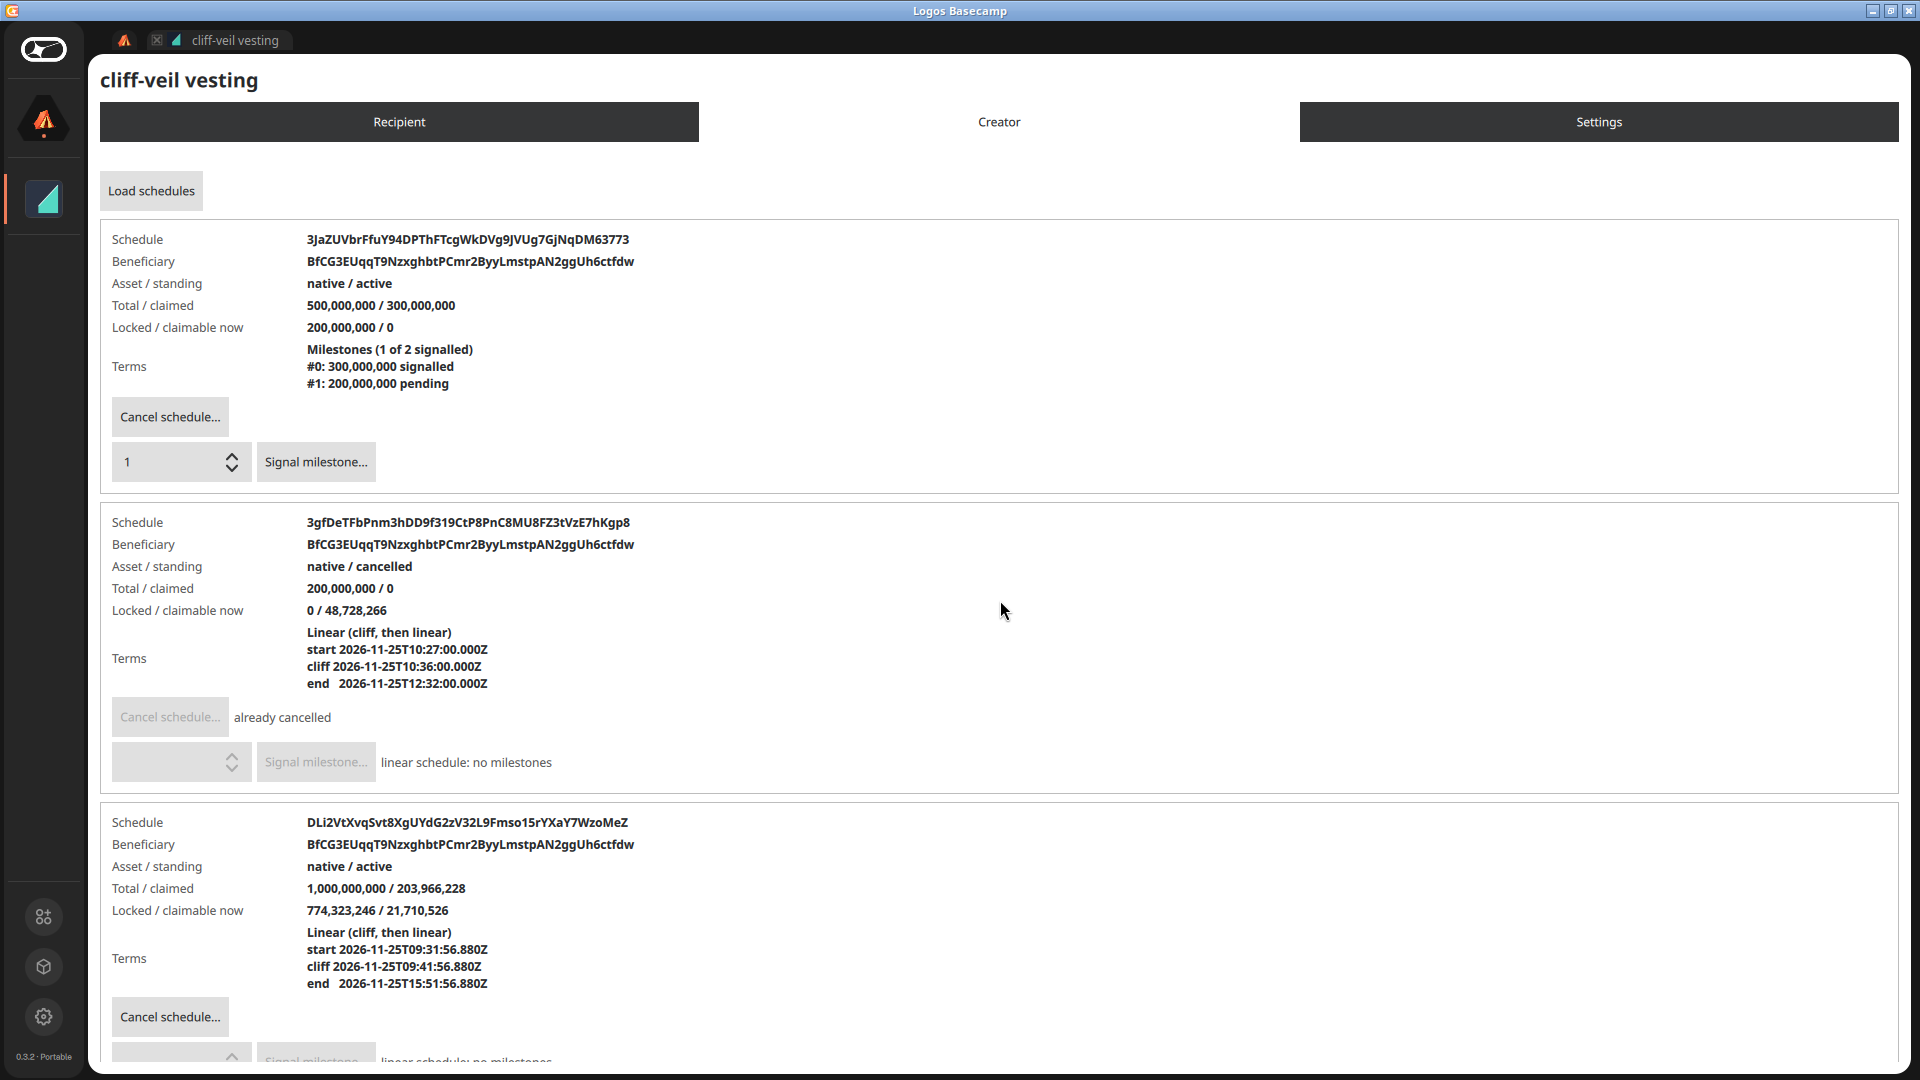 Logos Basecamp
cliff-veil vesting
cliff-veil vesting
Recipient
Creator
Settings
Load schedules
Schedule 3JaZUVbrFfuY94DPThFTcgWkDVg9JVUg7GjNqDM63773
Beneficiary BfCG3EUqqT9NzxghbtPCmr2ByyLmstpAN2ggUh6ctfdw
Asset / standing native / active
Total / claimed 500,000,000 / 300,000,000
Locked / claimable now 200,000,000 / 0
Terms Milestones (1 of 2 signalled)
#0: 300,000,000 signalled
#1: 200,000,000 pending
Cancel schedule...
1 Signal milestone...
Schedule 3gfDeTFbPnm3hDD9f319CtP8PnC8MU8FZ3tVzE7hKgp8
Beneficiary BfCG3EUqqT9NzxghbtPCmr2ByyLmstpAN2ggUh6ctfdw
Asset / standing native / cancelled
Total / claimed 200,000,000 / 0
Locked / claimable now 0 / 48,728,266
Terms Linear (cliff, then linear)
start 2026-11-25T10:27:00.000Z
cliff 2026-11-25T10:36:00.000Z
end 2026-11-25T12:32:00.000Z
Cancel schedule... already cancelled
Signal milestone... linear schedule: no milestones
Schedule DLi2VtXvqSvt8XgUYdG2zV32L9Fmso15rYXaY7WzoMeZ
Beneficiary BfCG3EUqqT9NzxghbtPCmr2ByyLmstpAN2ggUh6ctfdw
Asset / standing native / active
Total / claimed 1,000,000,000 / 203,966,228
Locked / claimable now 774,323,246 / 21,710,526
Terms Linear (cliff, then linear)
start 2026-11-25T09:31:56.880Z
cliff 2026-11-25T09:41:56.880Z
end 2026-11-25T15:51:56.880Z
Cancel schedule...
Signal milestone... linear schedule: no milestones
0.3.2 · Portable